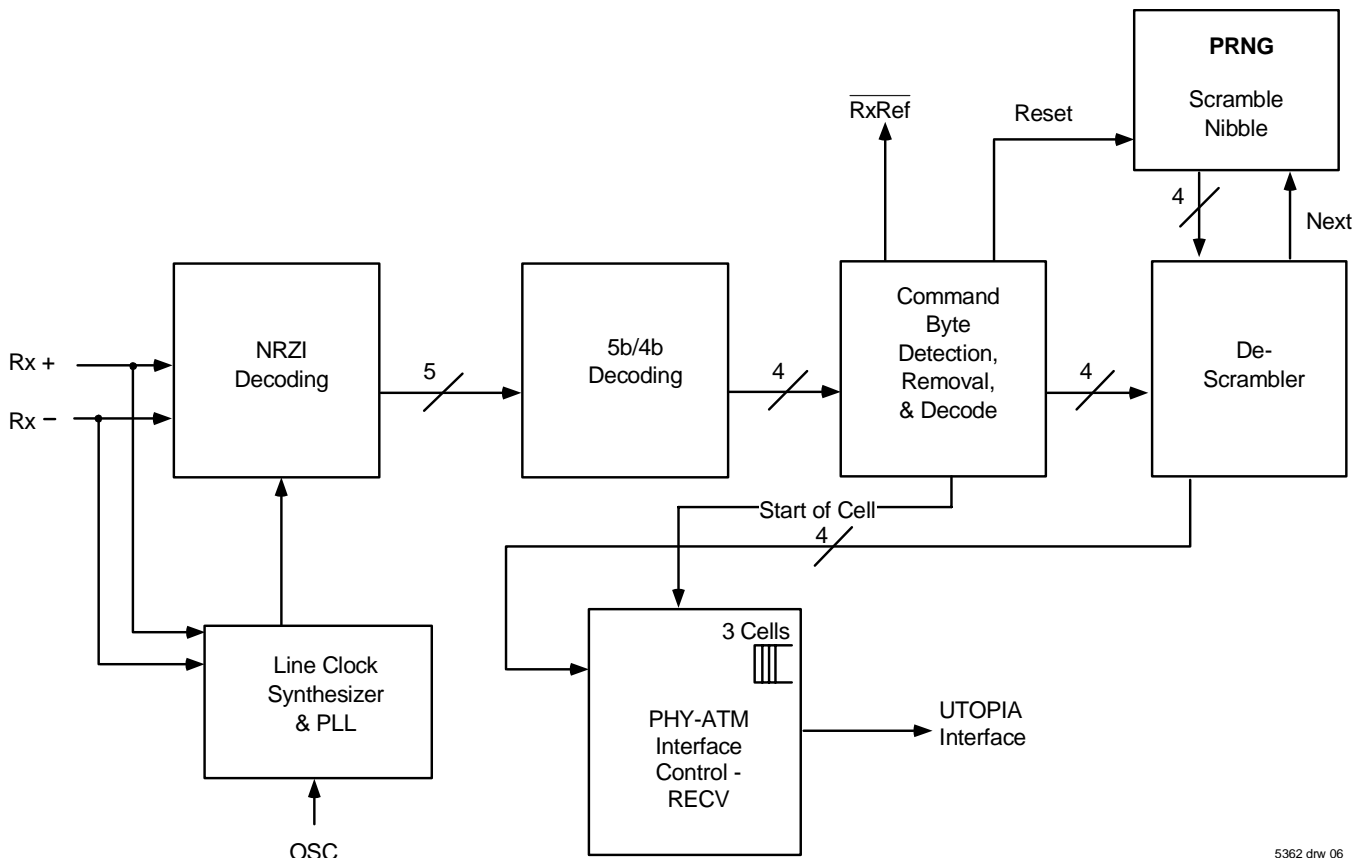 PRNG
Scramble
Nibble
RxRef
Reset
4
Next
NRZI
Decoding
5b/4b
Decoding
Command
Byte
Detection,
Removal,
& Decode
De-
Scrambler
Rx +
Rx −
5
4
4
Start of Cell
4
3 Cells
Line Clock
Synthesizer
& PLL
PHY-ATM
Interface
Control -
RECV
UTOPIA
Interface
OSC
5362 drw 06